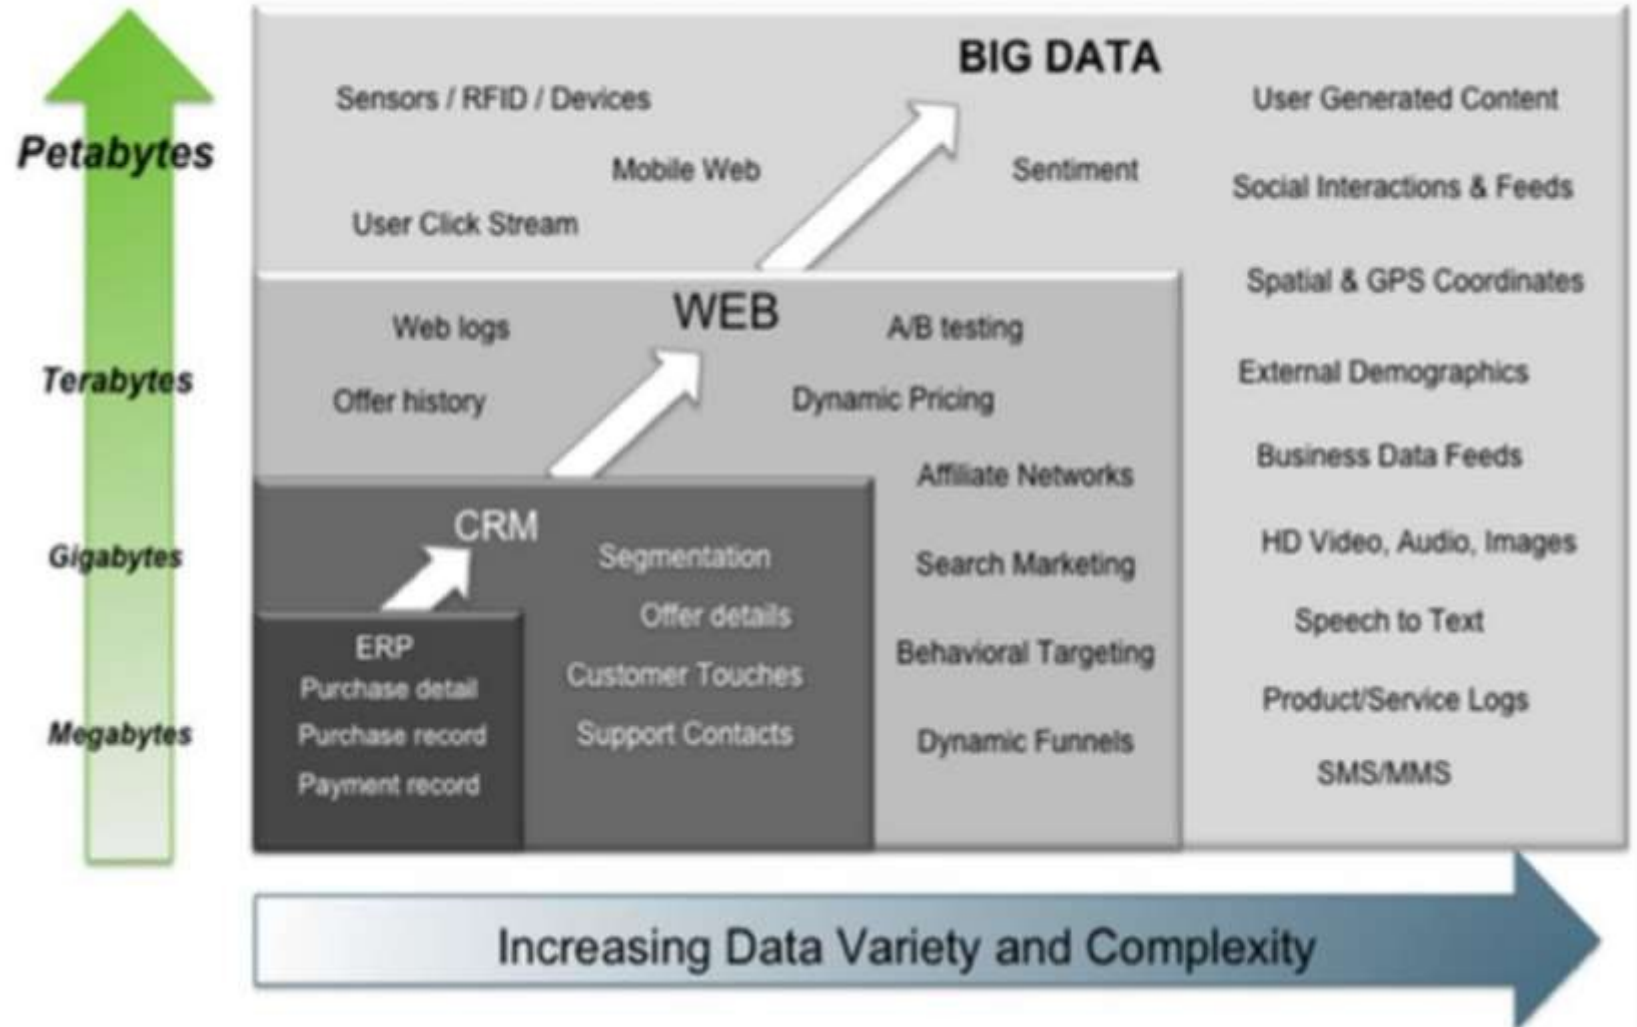 Petabytes
Terabytes
Gigabytes
Megabytes
BIG DATA
Sensors / RFID / Devices
Mobile Web
User Click Stream
Sentiment
User Generated Content
Social Interactions & Feeds
Spatial & GPS Coordinates
External Demographics
Business Data Feeds
HD Video, Audio, Images
Speech to Text
Product/Service Logs
SMS/MMS
WEB
Web logs
Offer history
A/B testing
Dynamic Pricing
Affiliate Networks
Search Marketing
Behavioral Targeting
Dynamic Funnels
CRM
Segmentation
Offer details
Customer Touches
Support Contacts
ERP
Purchase detail
Purchase record
Payment record
Increasing Data Variety and Complexity